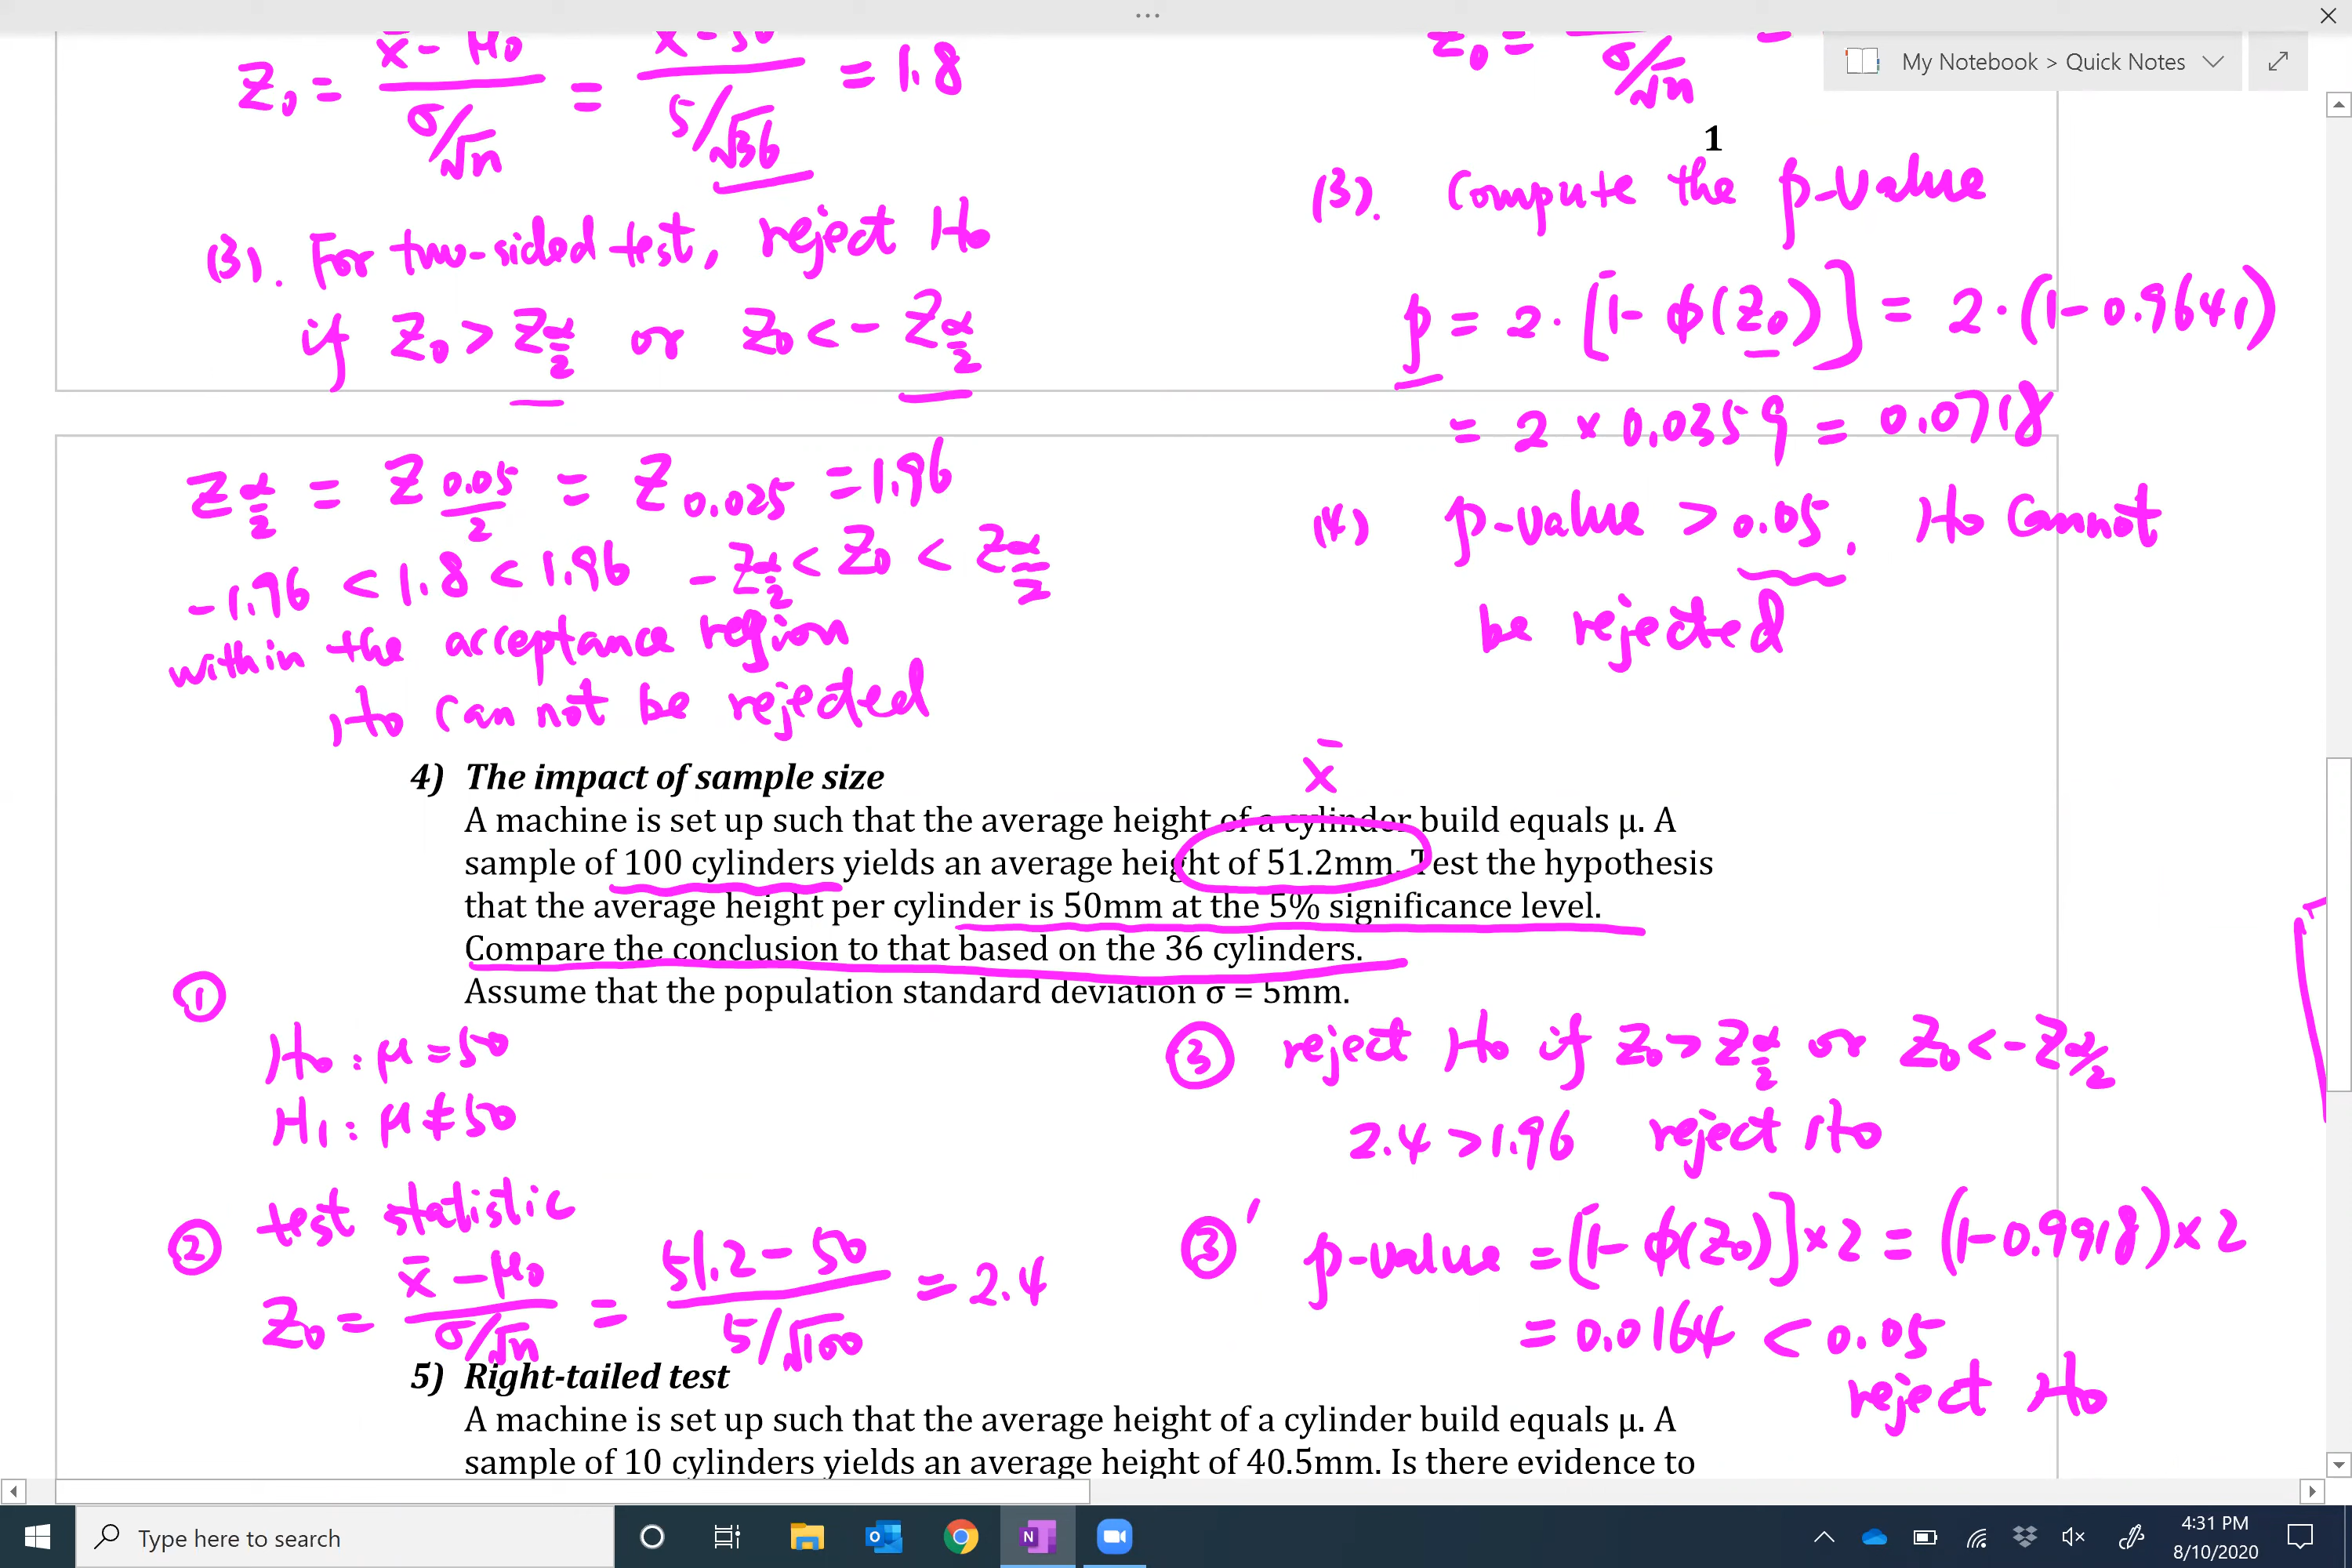 My Notebook > Quick Notes
Z₀ = (x̄ - μ₀)/(σ/√n) = (x̄ - 50)/(5/√36) = 1.8
Z₀ = /(σ/√n) =
1
(3). For two-sided test, reject H₀
if Z₀ > Z_{α/2} or Z₀ < - Z_{α/2}
Z_{α/2} = Z_{0.05/2} = Z_{0.025} = 1.96
-1.96 < 1.8 < 1.96   -Z_{α/2} < Z₀ < Z_{α/2}
within the acceptance region
H₀ can not be rejected
(3). Compute the p-value
p = 2·[1 - φ(Z₀)] = 2·(1 - 0.9641)
= 2 × 0.0359 = 0.0718
(4) p-value > 0.05. H₀ cannot
be rejected
x̄
4) The impact of sample size
A machine is set up such that the average height of a cylinder build equals μ. A
sample of 100 cylinders yields an average height of 51.2mm. Test the hypothesis
that the average height per cylinder is 50mm at the 5% significance level.
Compare the conclusion to that based on the 36 cylinders.
Assume that the population standard deviation σ = 5mm.
①
H₀: μ = 50
H₁: μ ≠ 50
② test statistic
Z₀ = (x̄ - μ₀)/(σ/√n) = (51.2 - 50)/(5/√100) = 2.4
③ reject H₀ if Z₀ > Z_{α/2} or Z₀ < -Z_{α/2}
2.4 > 1.96 reject H₀
③' p-value = [1 - φ(Z₀)] × 2 = (1 - 0.9918) × 2
= 0.0164 < 0.05
reject H₀
5) Right-tailed test
A machine is set up such that the average height of a cylinder build equals μ. A
sample of 10 cylinders yields an average height of 40.5mm. Is there evidence to
Type here to search
4:31 PM
8/10/2020